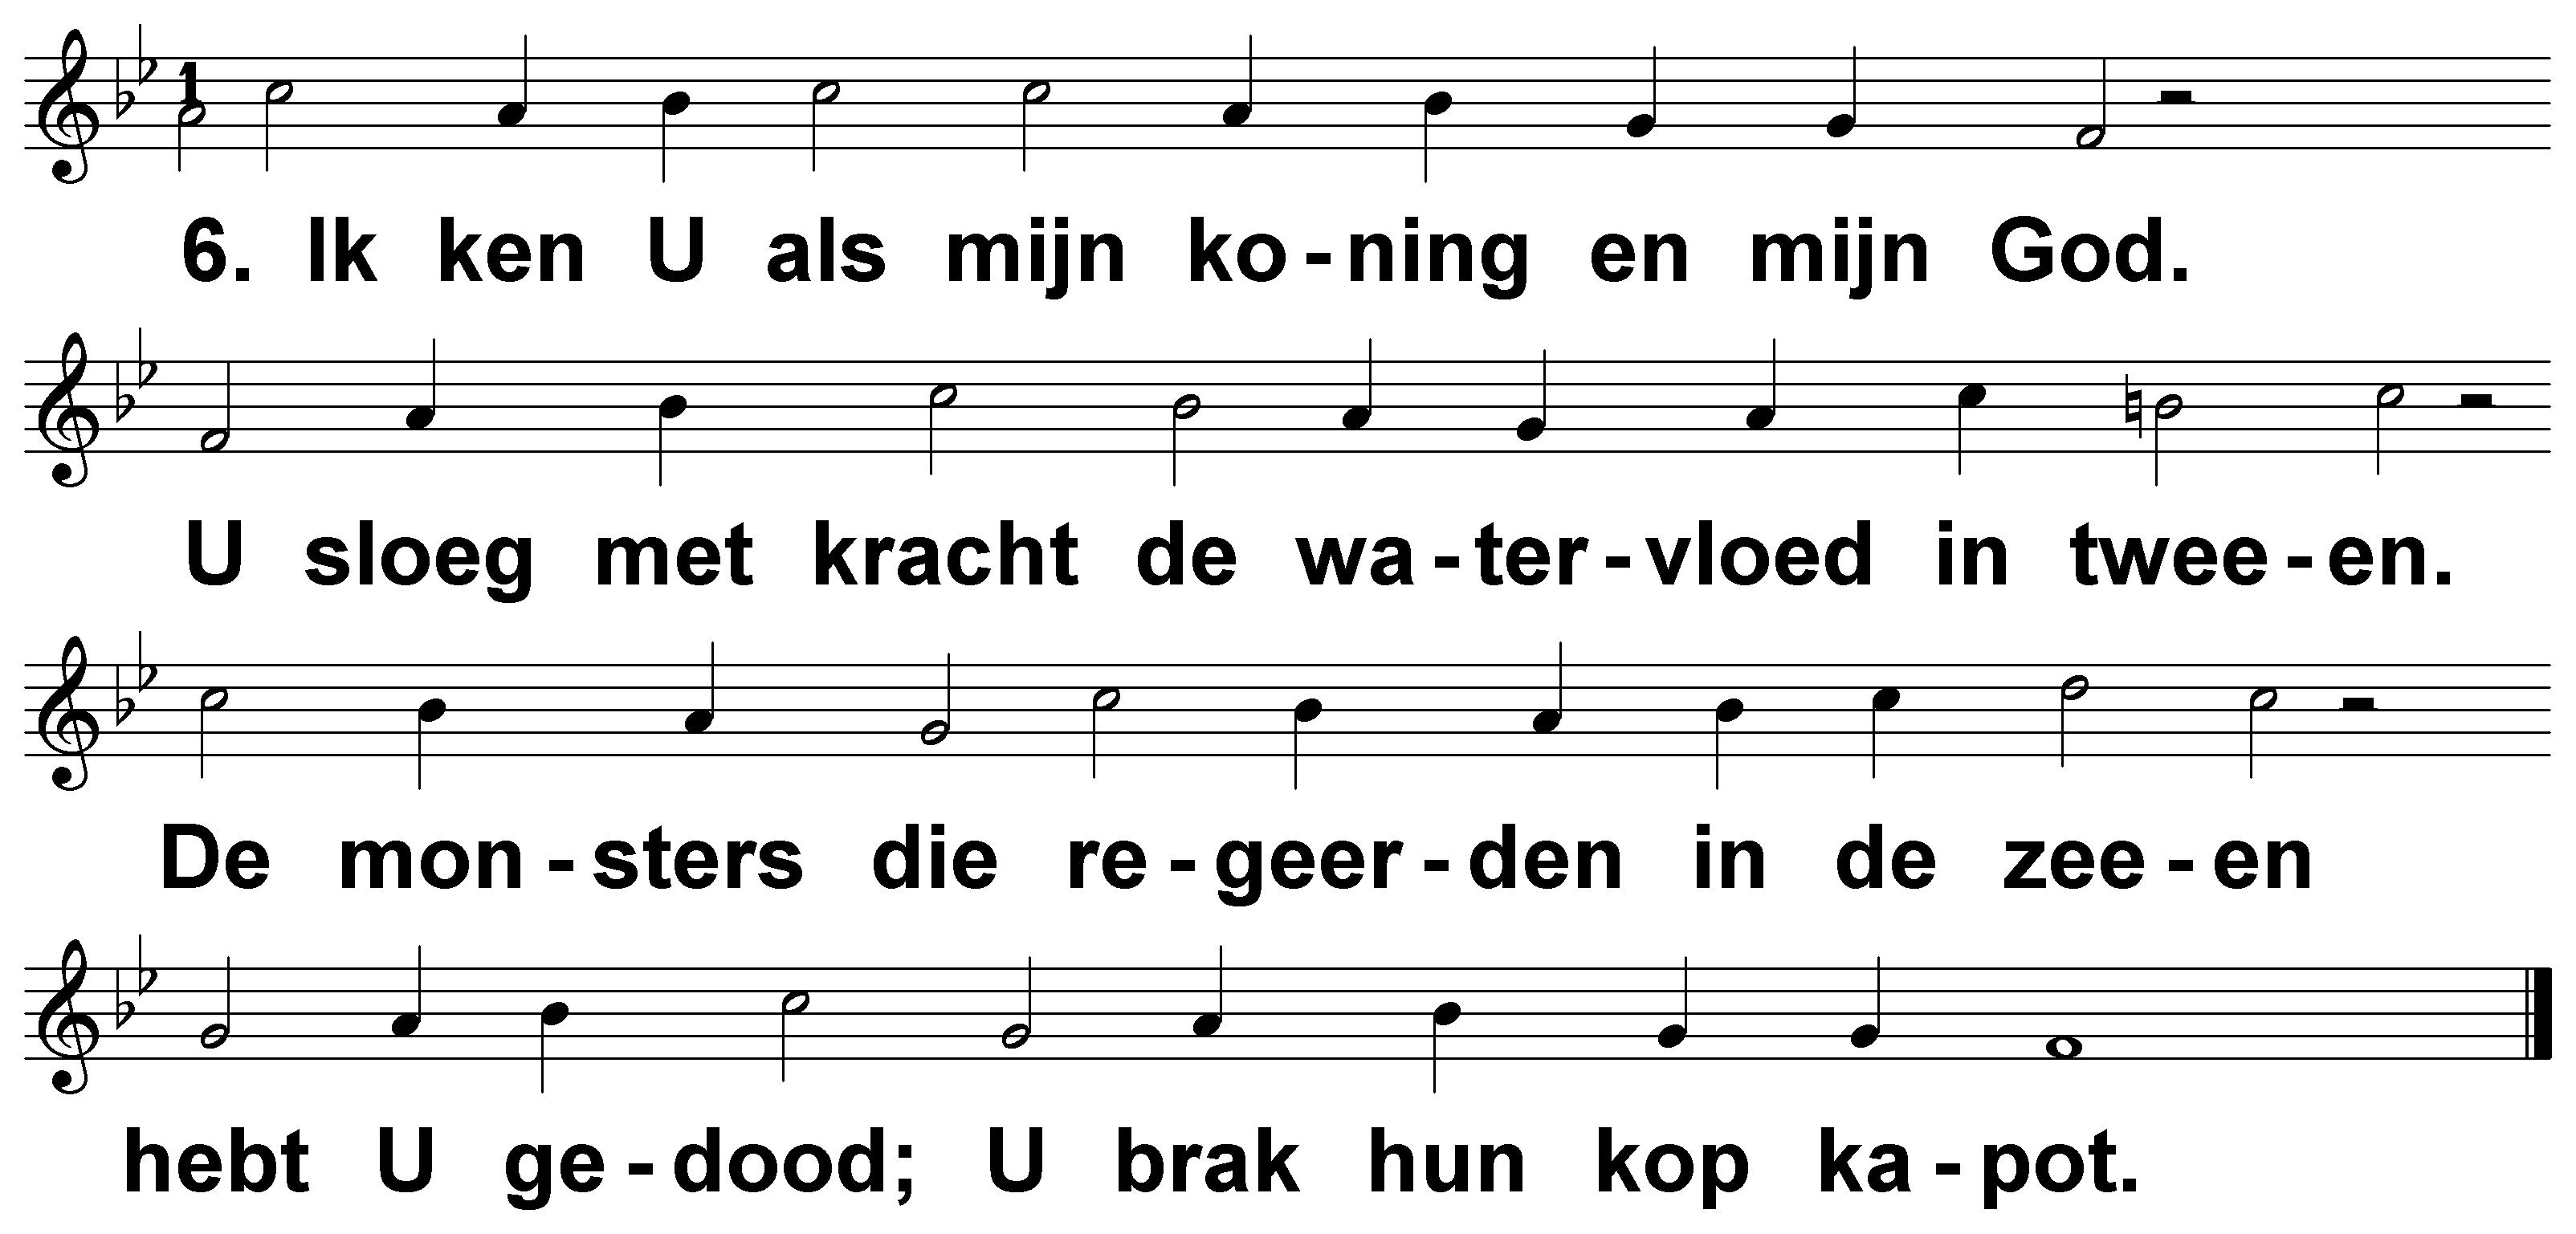 1
6. Ik ken U als mijn ko - ning en mijn God.
U sloeg met kracht de wa - ter - vloed in twee - en.
De mon - sters die re - geer - den in de zee - en
hebt U ge - dood; U brak hun kop ka - pot.